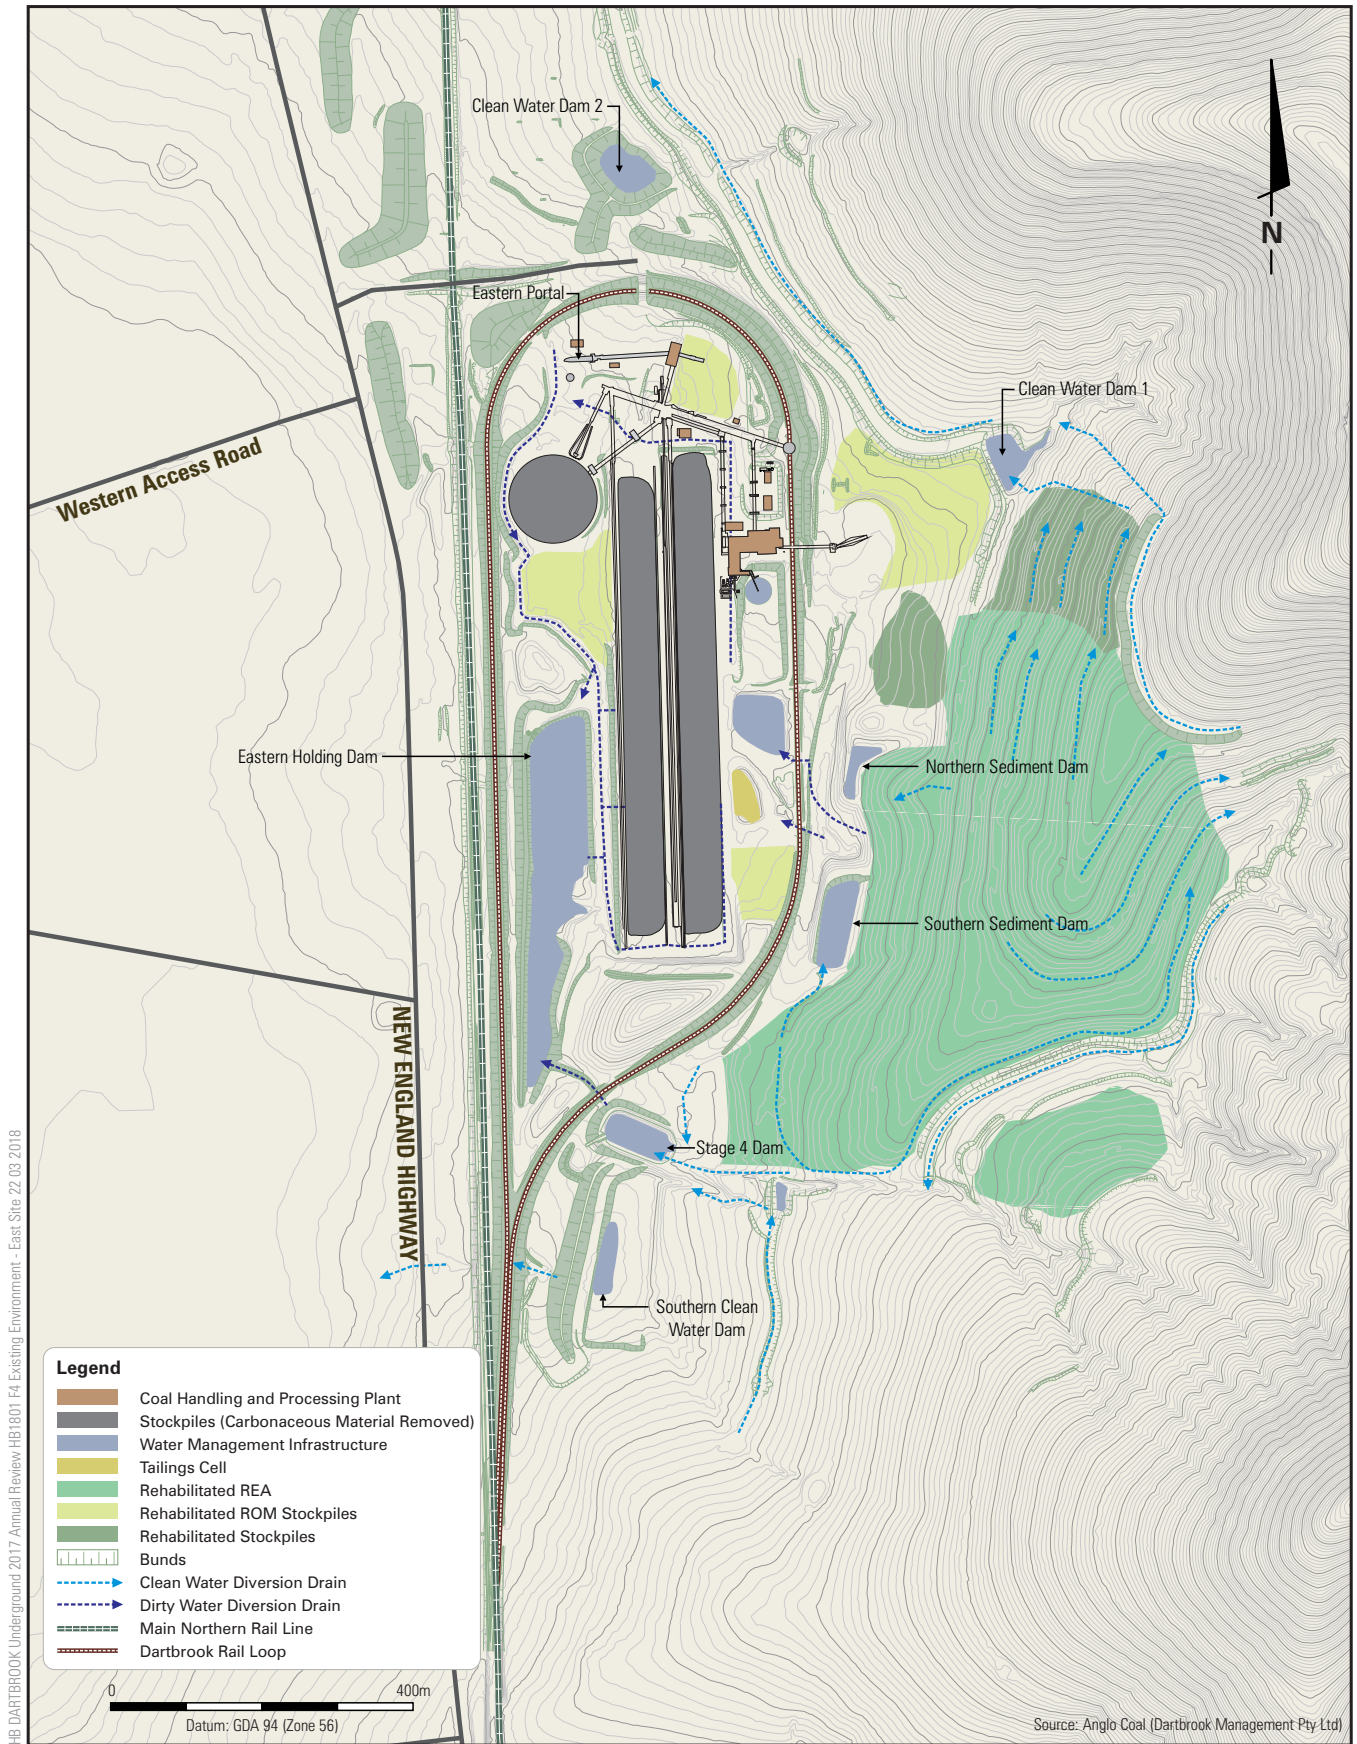 Clean Water Dam 2
N
Eastern Portal
Clean Water Dam 1
Western Access Road
Eastern Holding Dam
Northern Sediment Dam
Southern Sediment Dam
NEW ENGLAND HIGHWAY
Stage 4 Dam
Southern Clean
Water Dam
Legend
Coal Handling and Processing Plant
Stockpiles (Carbonaceous Material Removed)
Water Management Infrastructure
Tailings Cell
Rehabilitated REA
Rehabilitated ROM Stockpiles
Rehabilitated Stockpiles
Bunds
Clean Water Diversion Drain
Dirty Water Diversion Drain
Main Northern Rail Line
Dartbrook Rail Loop
0 400m
Datum: GDA 94 (Zone 56)
Source: Anglo Coal (Dartbrook Management Pty Ltd)
HB DARTBROOK Underground 2017 Annual Review HB1801 F4 Existing Environment - East Site 22 03 2018